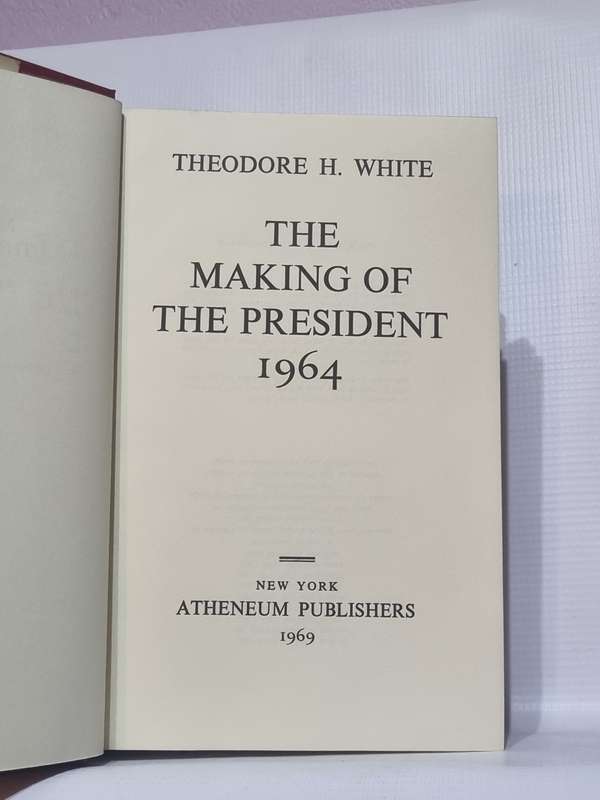 THEODORE H. WHITE
THE
MAKING OF
THE PRESIDENT
1964
NEW YORK
ATHENEUM PUBLISHERS
1969